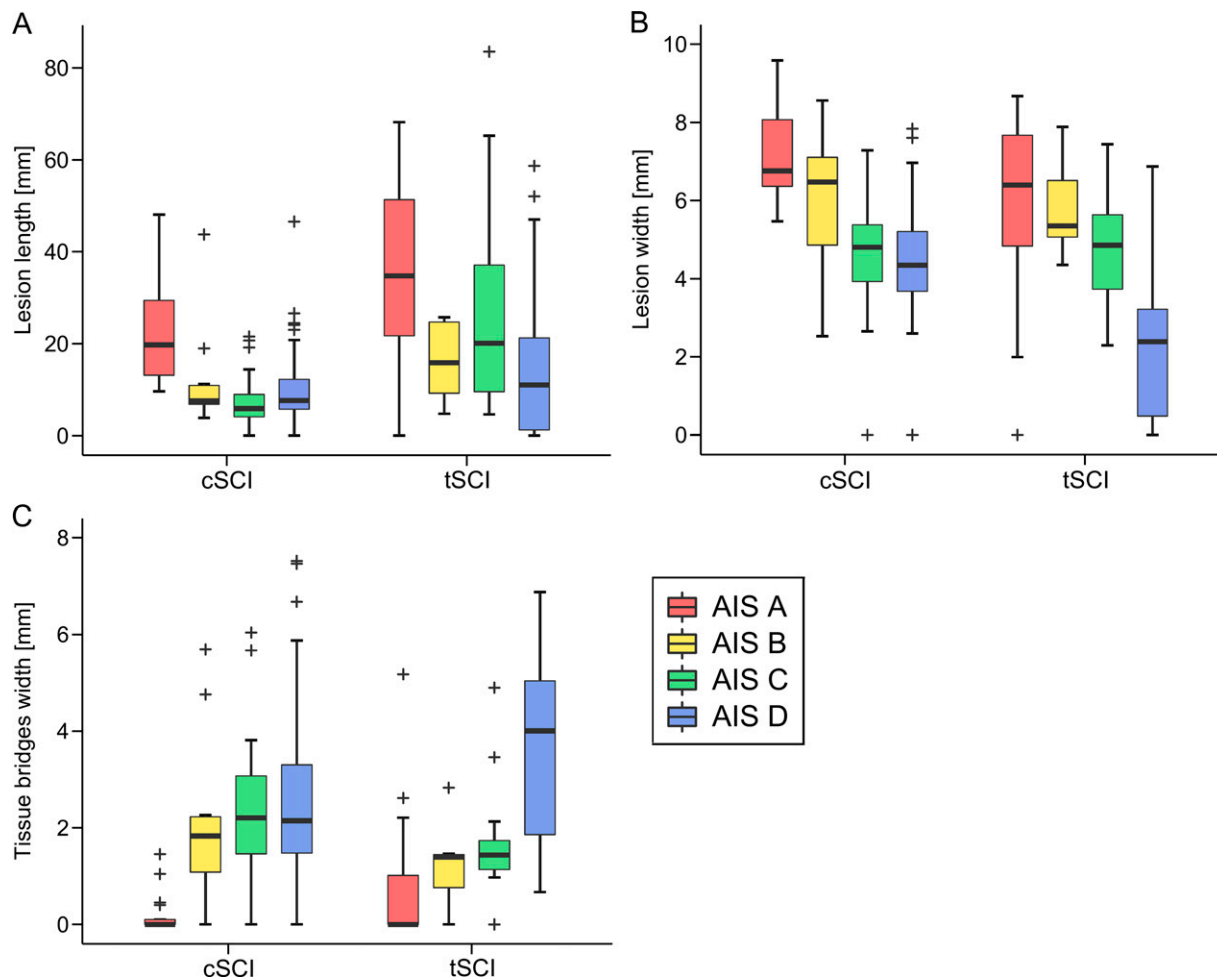 A
Lesion length [mm]
80
60
40
20
0
cSCI
tSCI
B
Lesion width [mm]
10
8
6
4
2
0
cSCI
tSCI
C
Tissue bridges width [mm]
8
6
4
2
0
cSCI
tSCI
AIS A
AIS B
AIS C
AIS D